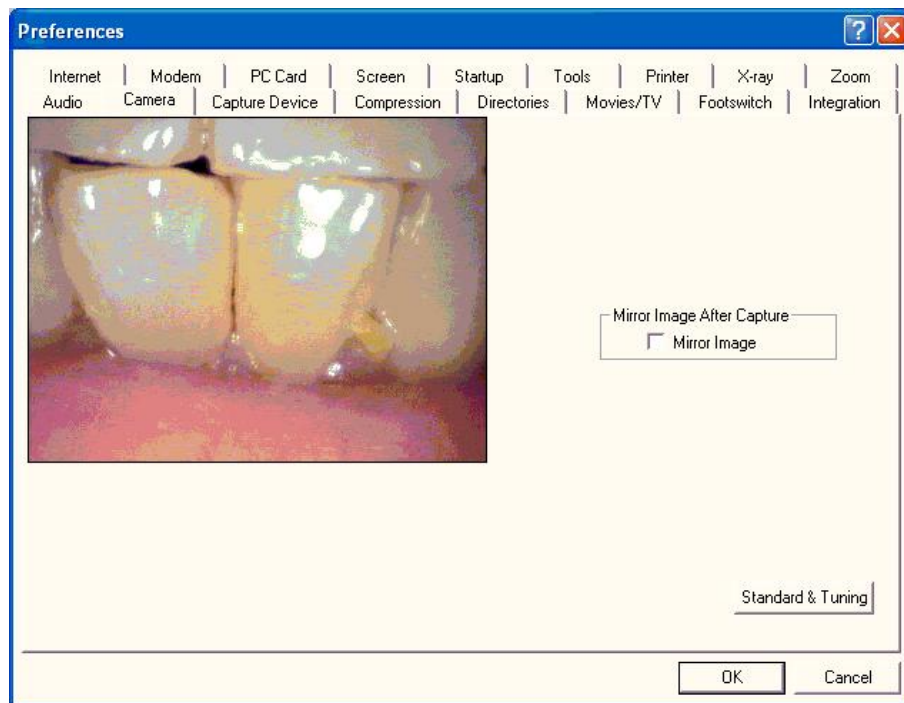 Preferences
Internet Modem PC Card Screen Startup Tools Printer X-ray Zoom
Audio Camera Capture Device Compression Directories Movies/TV Footswitch Integration
Mirror Image After Capture
Mirror Image
Standard & Tuning
OK Cancel